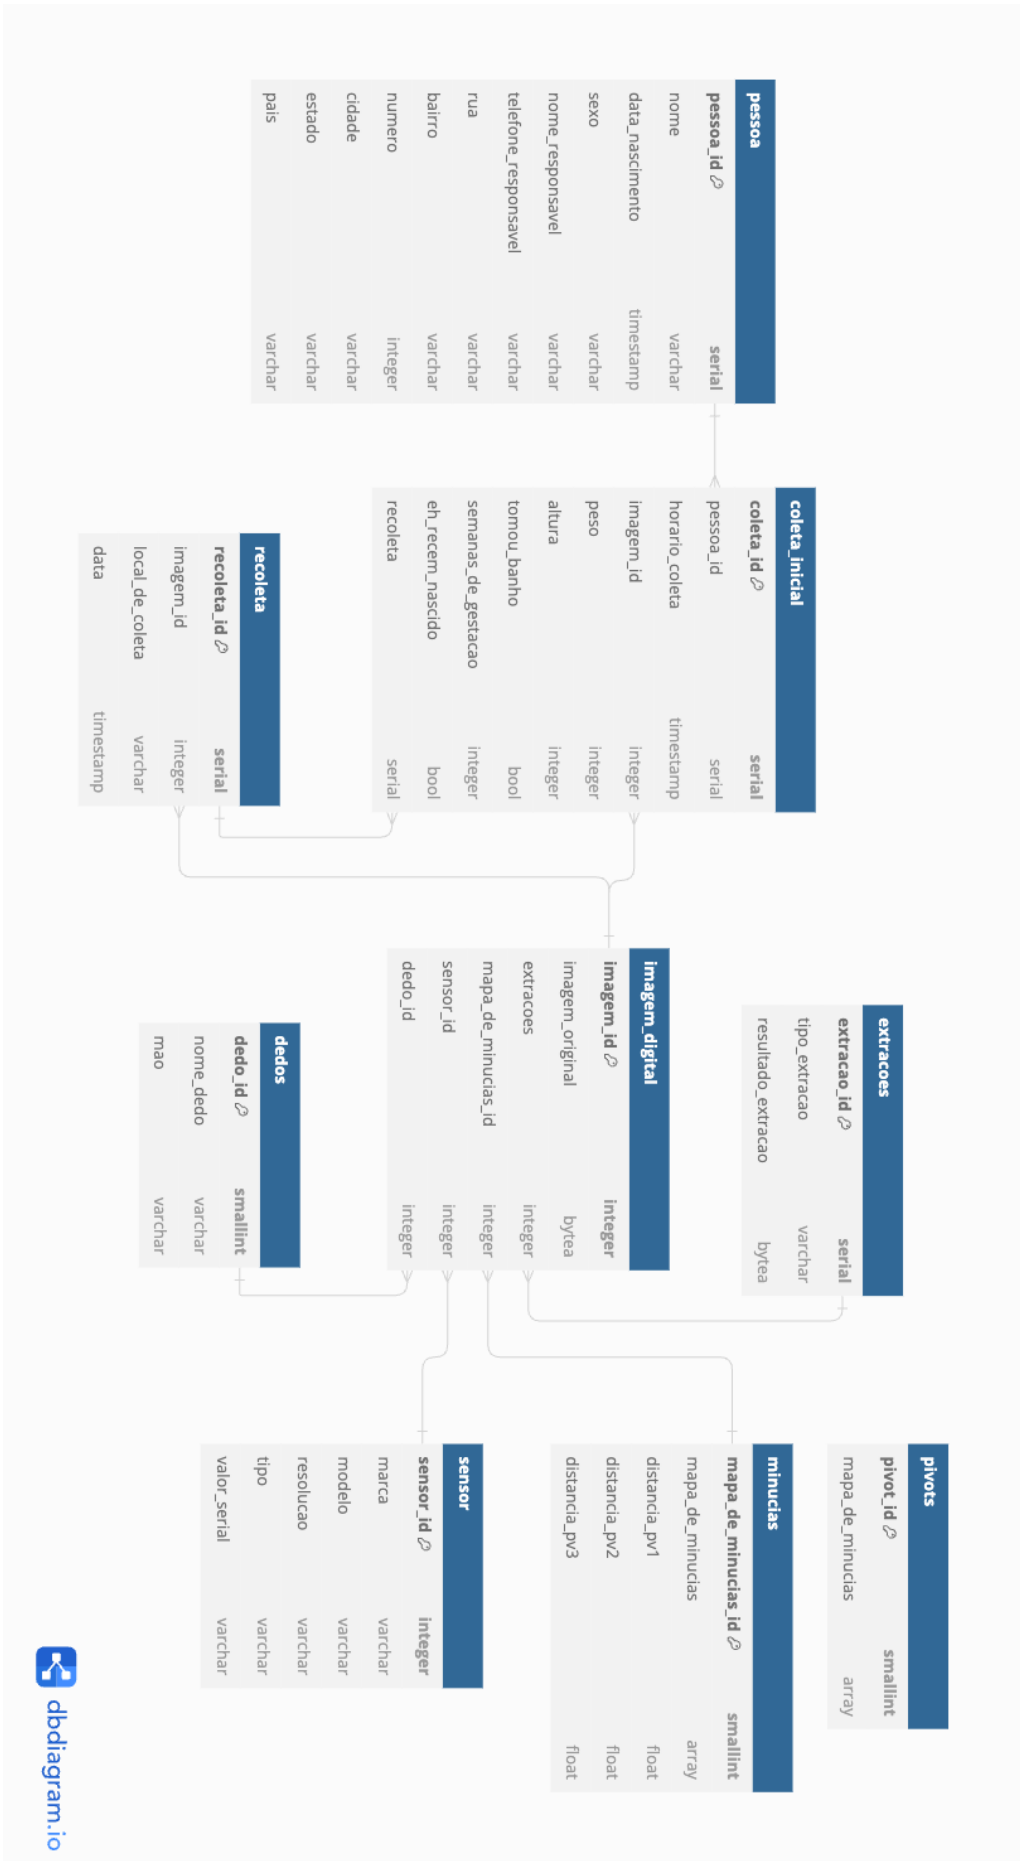 pessoa
pessoa_id serial
nome varchar
data_nascimento timestamp
sexo varchar
nome_responsavel varchar
telefone_responsavel varchar
rua varchar
bairro varchar
numero integer
cidade varchar
estado varchar
pais varchar
coleta_inicial
coleta_id serial
pessoa_id serial
horario_coleta timestamp
imagem_id integer
peso integer
altura integer
tomou_banho bool
semanas_de_gestacao integer
eh_recem_nascido bool
recoleta serial
recoleta
recoleta_id serial
imagem_id integer
local_de_coleta varchar
data timestamp
extracoes
extracao_id serial
tipo_extracao varchar
resultado_extracao bytea
imagem_digital
imagem_id integer
imagem_original bytea
extracoes integer
mapa_de_minucias_id integer
sensor_id integer
dedo_id integer
dedos
dedo_id smallint
nome_dedo varchar
mao varchar
pivots
pivot_id smallint
mapa_de_minucias array
minucias
mapa_de_minucias_id smallint
mapa_de_minucias array
distancia_pv1 float
distancia_pv2 float
distancia_pv3 float
sensor
sensor_id integer
marca varchar
modelo varchar
resolucao varchar
tipo varchar
valor_serial varchar
dbdiagram.io